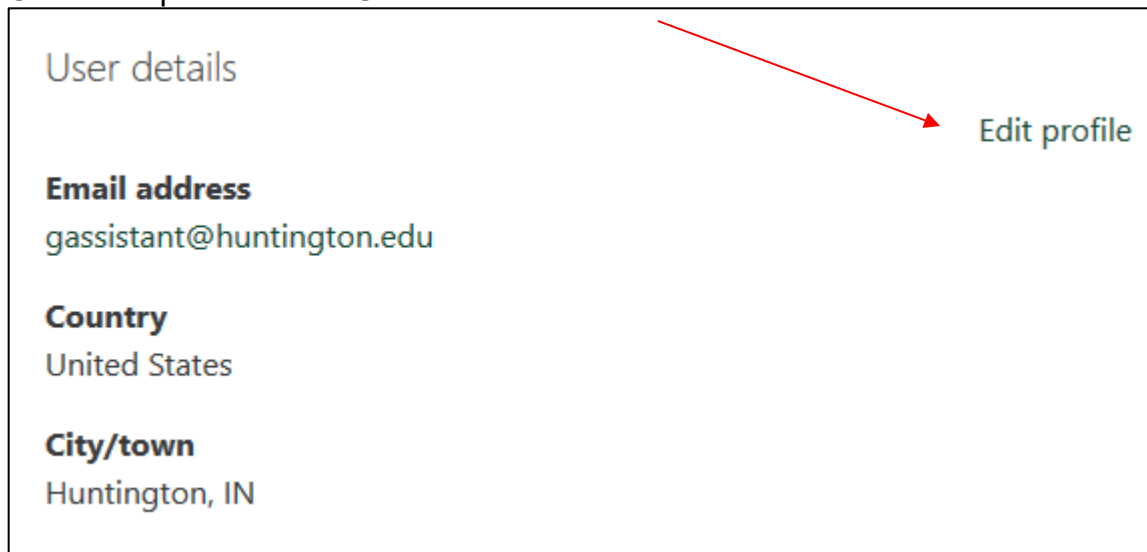 User details
Edit profile
Email address
gassistant@huntington.edu
Country
United States
City/town
Huntington, IN